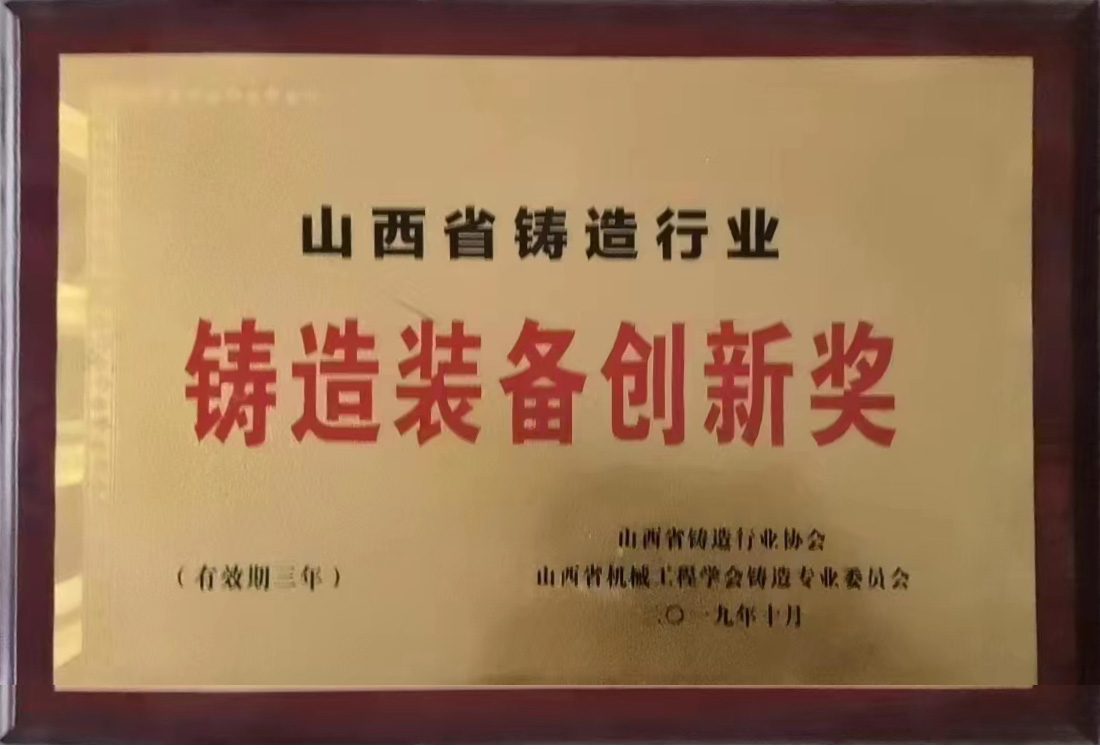 山西省铸造行业
铸造装备创新奖
（有效期三年）
山西省铸造行业协会
山西省机械工程学会铸造专业委员会
二〇一九年十月